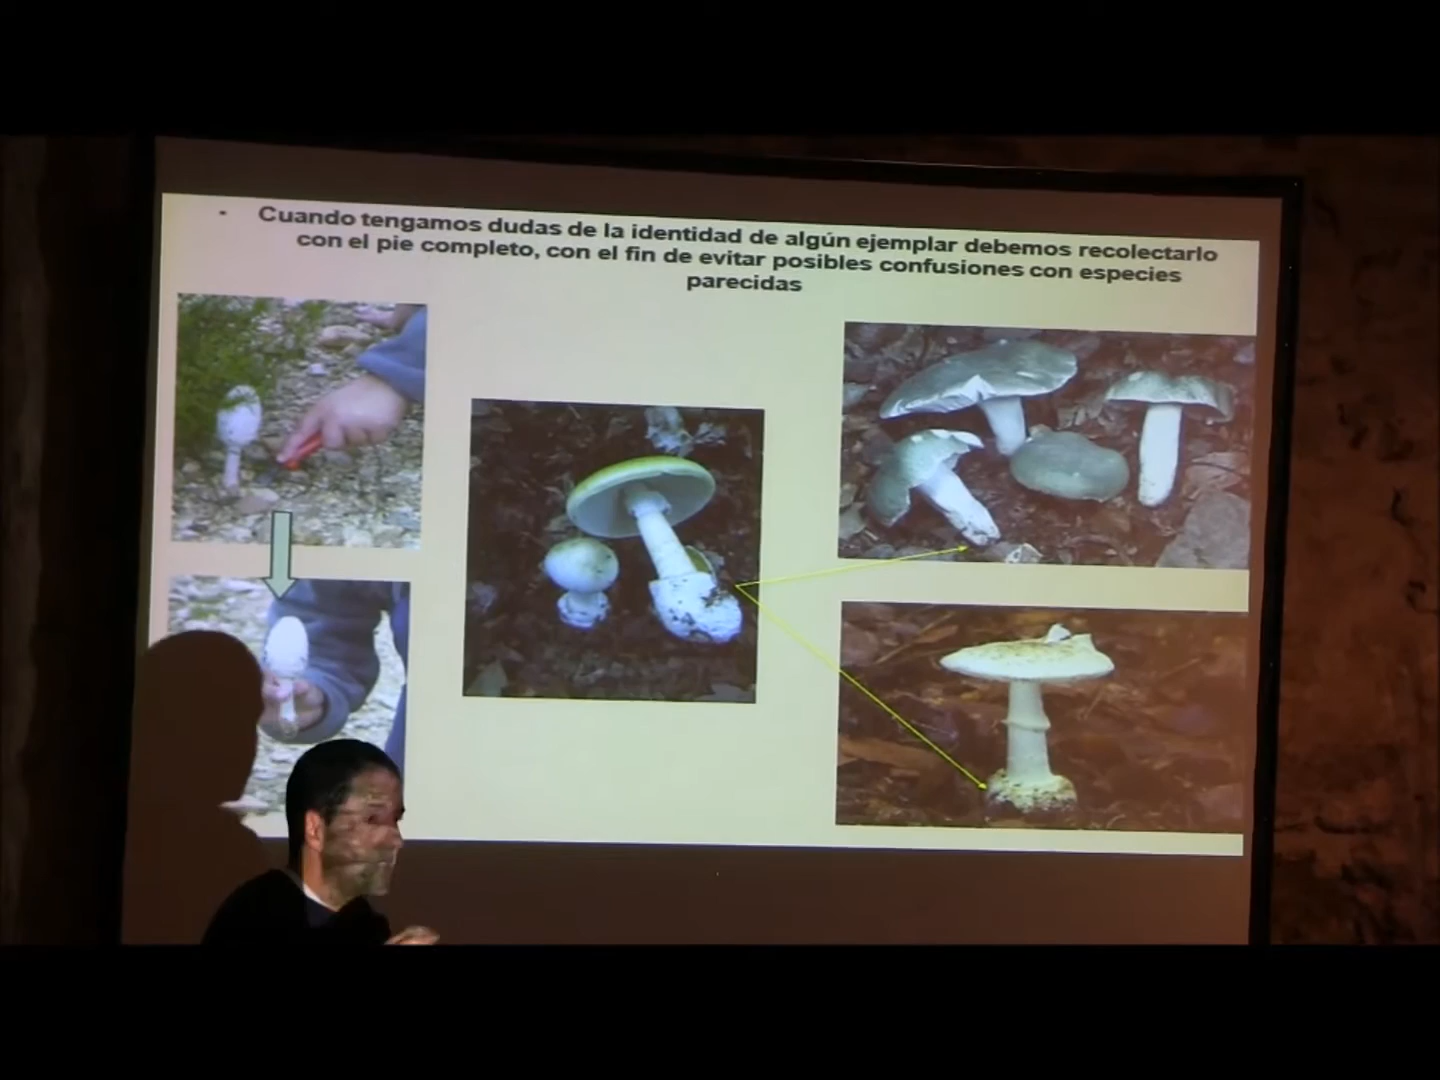 • Cuando tengamos dudas de la identidad de algún ejemplar debemos recolectarlo
con el pie completo, con el fin de evitar posibles confusiones con especies
parecidas